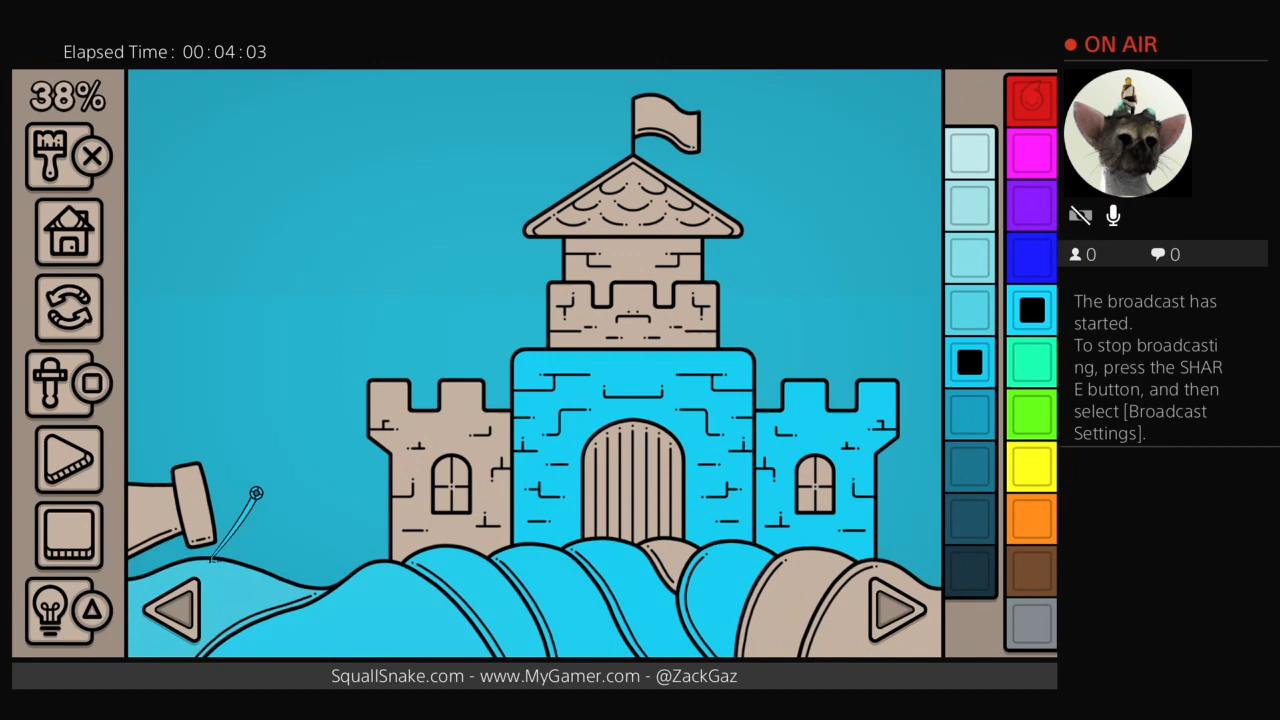 Elapsed Time: 00:04:03
ON AIR
38%
0 0
The broadcast has
started.
To stop broadcasti
ng, press the SHAR
E button, and then
select [Broadcast
Settings].
SquallSnake.com - www.MyGamer.com - @ZackGaz